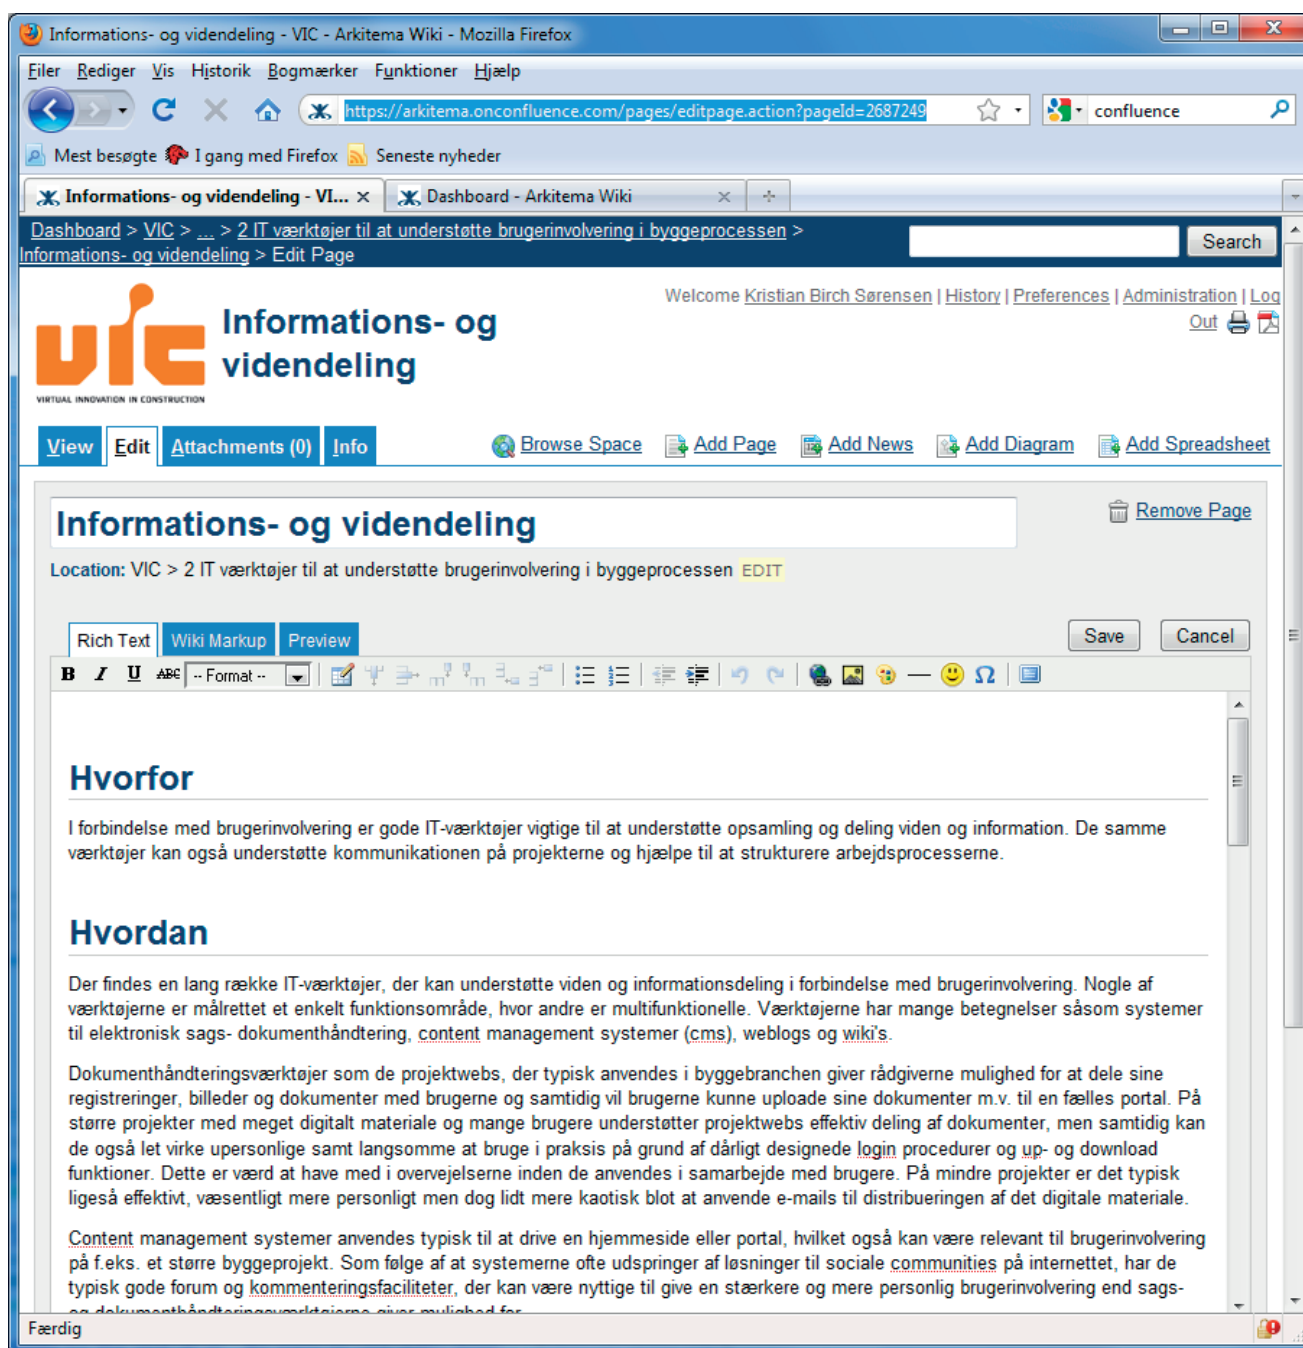 Informations- og videndeling - VIC - Arkitema Wiki - Mozilla Firefox
Filer Rediger Vis Historik Bogmærker Funktioner Hjælp
https://arkitema.onconfluence.com/pages/editpage.action?pageId=2687249
confluence
Mest besøgte I gang med Firefox Seneste nyheder
Informations- og videndeling - VI... Dashboard - Arkitema Wiki
Dashboard > VIC > ... > 2 IT værktøjer til at understøtte brugerinvolvering i byggeprocessen >
Informations- og videndeling > Edit Page
Search
Welcome Kristian Birch Sørensen | History | Preferences | Administration | Log
Out
vic
VIRTUAL INNOVATION IN CONSTRUCTION
Informations- og
videndeling
View Edit Attachments (0) Info Browse Space Add Page Add News Add Diagram Add Spreadsheet
Informations- og videndeling
Remove Page
Location: VIC > 2 IT værktøjer til at understøtte brugerinvolvering i byggeprocessen EDIT
Rich Text Wiki Markup Preview Save Cancel
B I U ABC -- Format --
Hvorfor
I forbindelse med brugerinvolvering er gode IT-værktøjer vigtige til at understøtte opsamling og deling viden og information. De samme
værktøjer kan også understøtte kommunikationen på projekterne og hjælpe til at strukturere arbejdsprocesserne.
Hvordan
Der findes en lang række IT-værktøjer, der kan understøtte viden og informationsdeling i forbindelse med brugerinvolvering. Nogle af
værktøjerne er målrettet et enkelt funktionsområde, hvor andre er multifunktionelle. Værktøjerne har mange betegnelser såsom systemer
til elektronisk sags- dokumenthåndtering, content management systemer (cms), weblogs og wiki's.
Dokumenthåndteringsværktøjer som de projektwebs, der typisk anvendes i byggebranchen giver rådgiverne mulighed for at dele sine
registreringer, billeder og dokumenter med brugerne og samtidig vil brugerne kunne uploade sine dokumenter m.v. til en fælles portal. På
større projekter med meget digitalt materiale og mange brugere understøtter projektwebs effektiv deling af dokumenter, men samtidig kan
de også let virke upersonlige samt langsomme at bruge i praksis på grund af dårligt designede login procedurer og up- og download
funktioner. Dette er værd at have med i overvejelserne inden de anvendes i samarbejde med brugere. På mindre projekter er det typisk
ligeså effektivt, væsentligt mere personligt men dog lidt mere kaotisk blot at anvende e-mails til distribueringen af det digitale materiale.
Content management systemer anvendes typisk til at drive en hjemmeside eller portal, hvilket også kan være relevant til brugerinvolvering
på f.eks. et større byggeprojekt. Som følge af at systemerne ofte udspringer af løsninger til sociale communities på internettet, har de
typisk gode forum og kommenteringsfaciliteter, der kan være nyttige til give en stærkere og mere personlig brugerinvolvering end sags-
og dokumenthåndteringsværktøjerne giver mulighed for.
Færdig